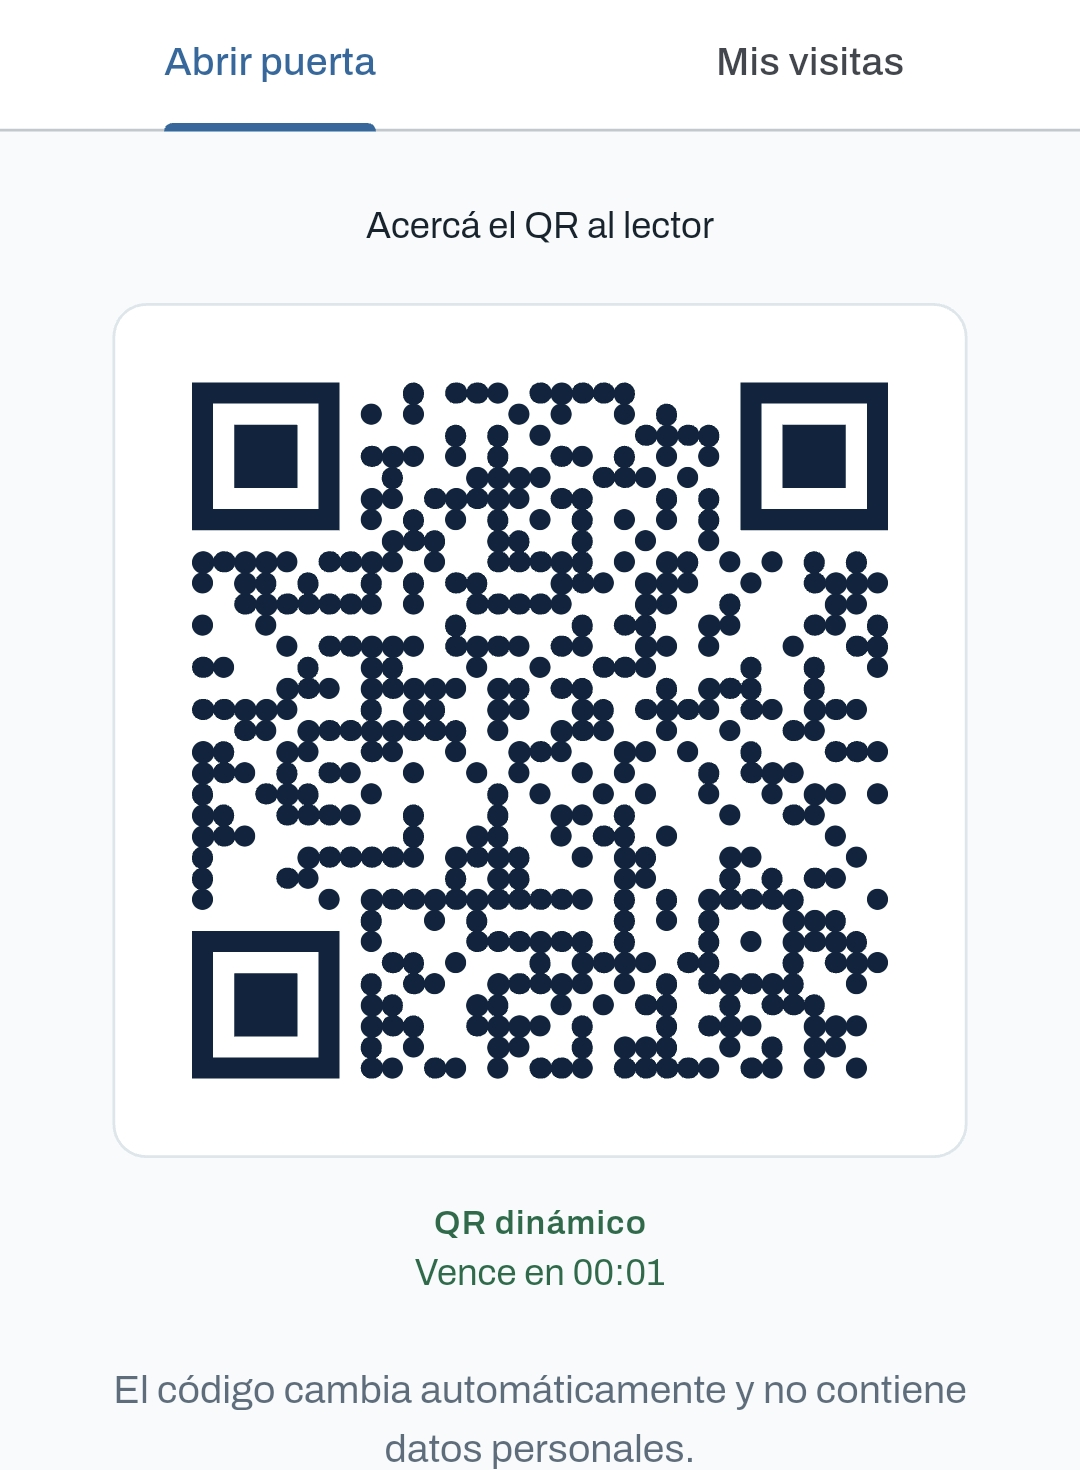 Abrir puerta
Mis visitas
Acercá el QR al lector
QR dinámico
Vence en 00:01
El código cambia automáticamente y no contiene
datos personales.